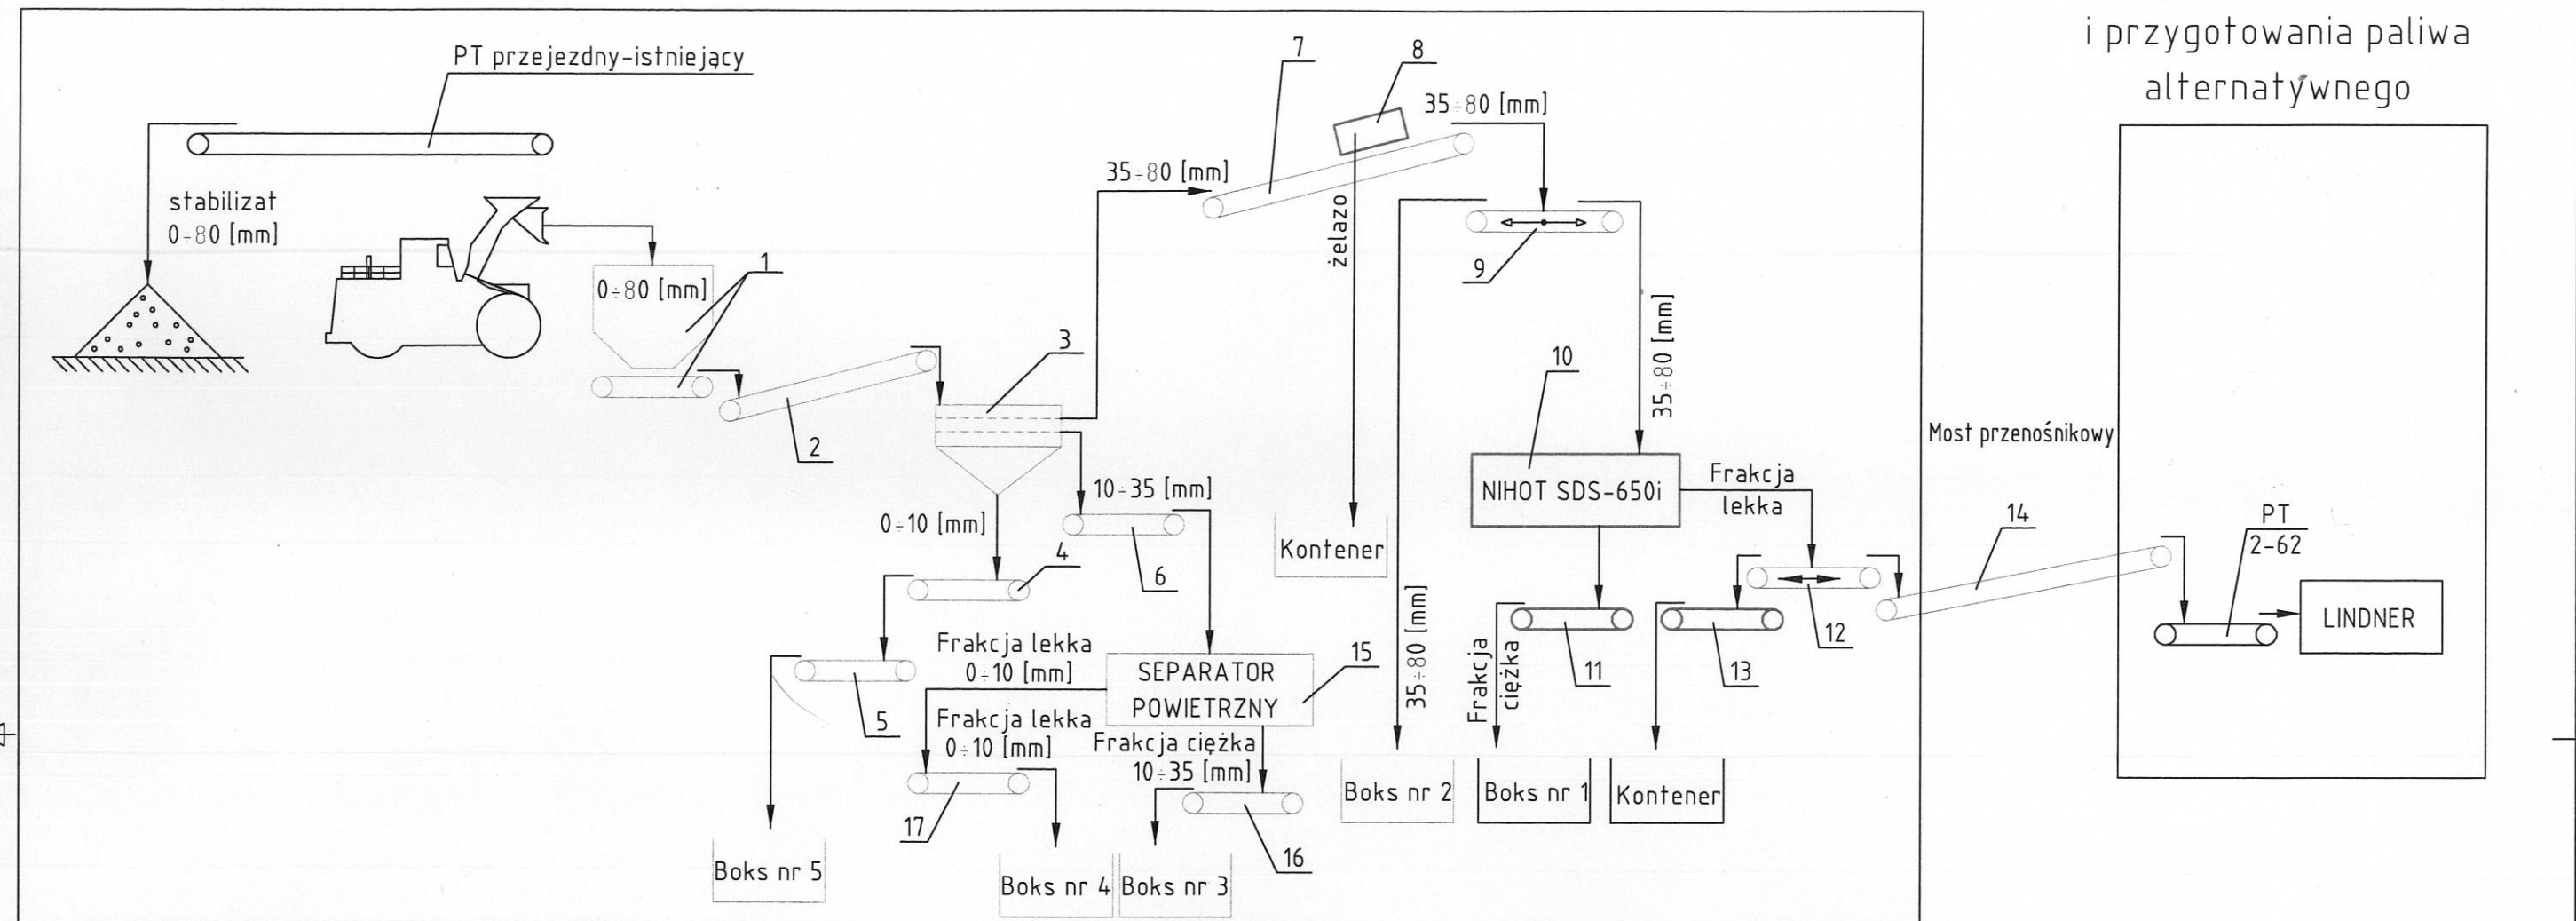 i przygotowania paliwa
alternatywnego
PT przejezdny-istniejący
stabilizat
0÷80 [mm]
0÷80 [mm]
1
2
3
35÷80 [mm]
7
8
35÷80 [mm]
żelazo
Kontener
9
35÷80 [mm]
35÷80 [mm]
10
NIHOT SDS-650i
Frakcja
lekka
Most przenośnikowy
14
PT
2-62
LINDNER
0÷10 [mm]
10÷35 [mm]
4
6
5
Frakcja lekka
0÷10 [mm]
SEPARATOR
POWIETRZNY
15
Frakcja lekka
0÷10 [mm]
Frakcja ciężka
10÷35 [mm]
17
16
Frakcja
ciężka
11
13
12
Boks nr 5
Boks nr 4
Boks nr 3
Boks nr 2
Boks nr 1
Kontener